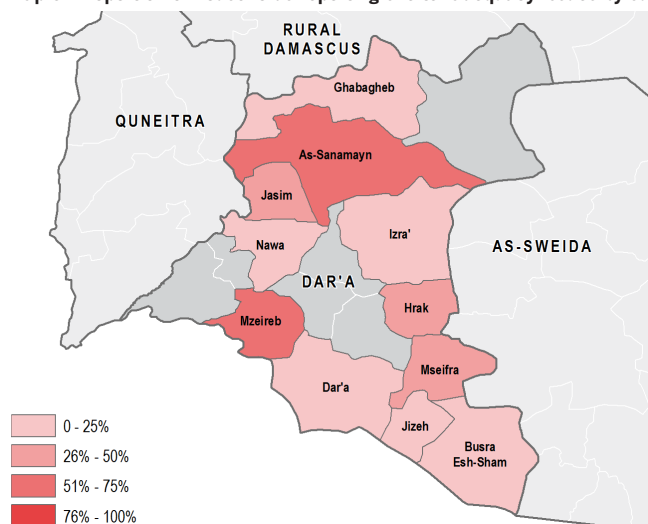 RURAL
DAMASCUS
Ghabagheb
QUNEITRA
As-Sanamayn
Jasim
Izra'
Nawa
AS-SWEIDA
DAR'A
Hrak
Mzeireb
Mseifra
Dar'a
Jizeh
Busra
Esh-Sham
0 - 25%
26% - 50%
51% - 75%
76% - 100%